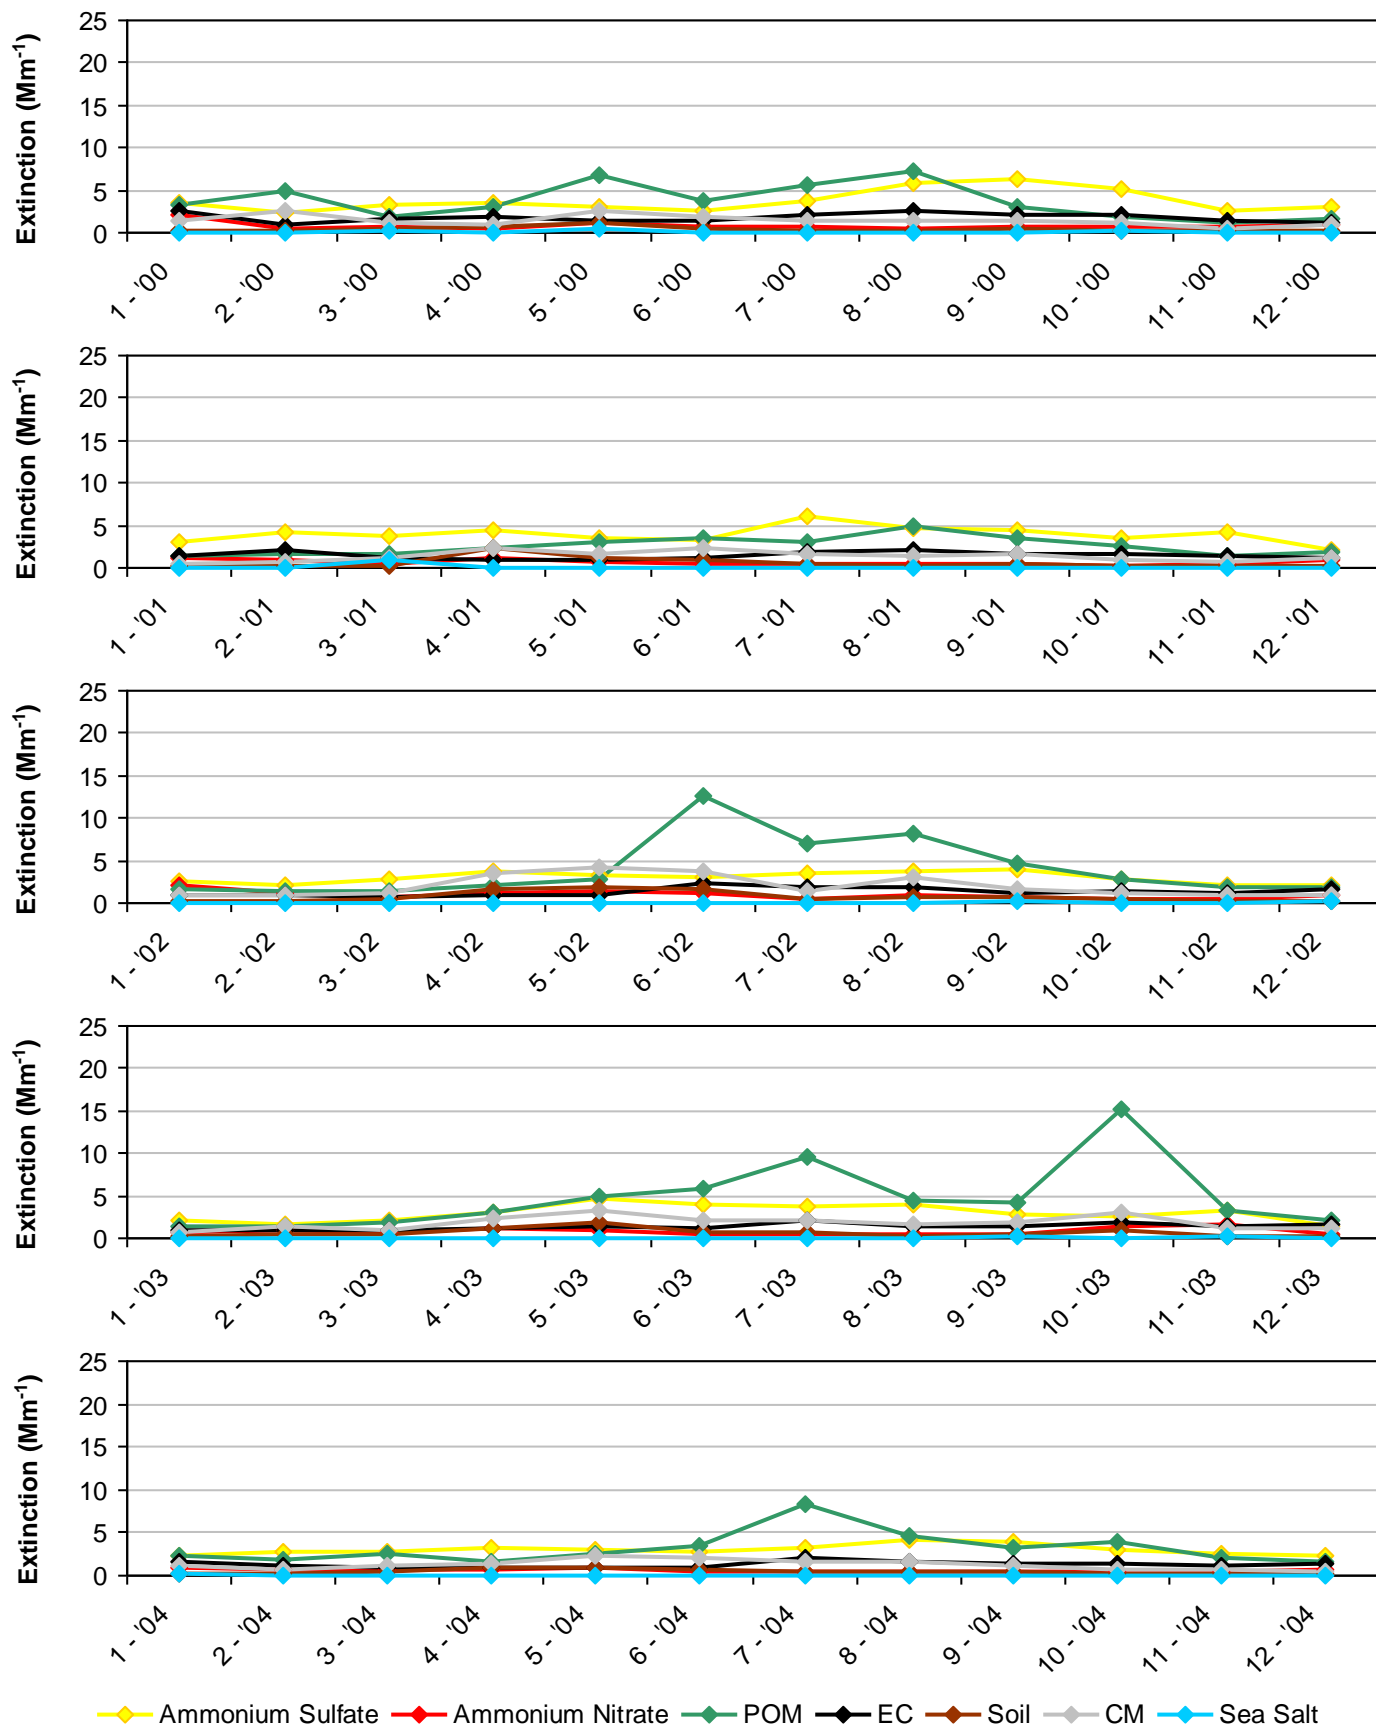 Extinction (Mm-1)
25
20
15
10
5
0
1 - '00 2 - '00 3 - '00 4 - '00 5 - '00 6 - '00 7 - '00 8 - '00 9 - '00 10 - '00 11 - '00 12 - '00
Extinction (Mm-1)
25
20
15
10
5
0
1 - '01 2 - '01 3 - '01 4 - '01 5 - '01 6 - '01 7 - '01 8 - '01 9 - '01 10 - '01 11 - '01 12 - '01
Extinction (Mm-1)
25
20
15
10
5
0
1 - '02 2 - '02 3 - '02 4 - '02 5 - '02 6 - '02 7 - '02 8 - '02 9 - '02 10 - '02 11 - '02 12 - '02
Extinction (Mm-1)
25
20
15
10
5
0
1 - '03 2 - '03 3 - '03 4 - '03 5 - '03 6 - '03 7 - '03 8 - '03 9 - '03 10 - '03 11 - '03 12 - '03
Extinction (Mm-1)
25
20
15
10
5
0
1 - '04 2 - '04 3 - '04 4 - '04 5 - '04 6 - '04 7 - '04 8 - '04 9 - '04 10 - '04 11 - '04 12 - '04
Ammonium Sulfate Ammonium Nitrate POM EC Soil CM Sea Salt